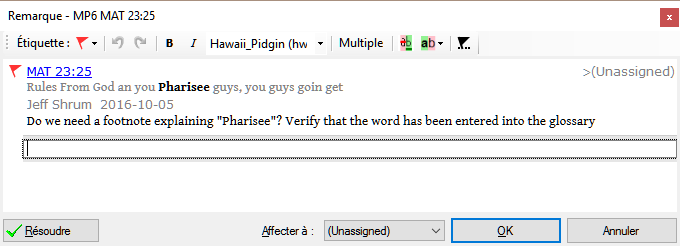 Remarque - MP6 MAT 23:25
x
Étiquette : B I Hawaii_Pidgin (hw Multiple ab ab
MAT 23:25 >(Unassigned)
Rules From God an you Pharisee guys, you guys goin get
Jeff Shrum 2016-10-05
Do we need a footnote explaining "Pharisee"? Verify that the word has been entered into the glossary
Résoudre Affecter à : (Unassigned) OK Annuler